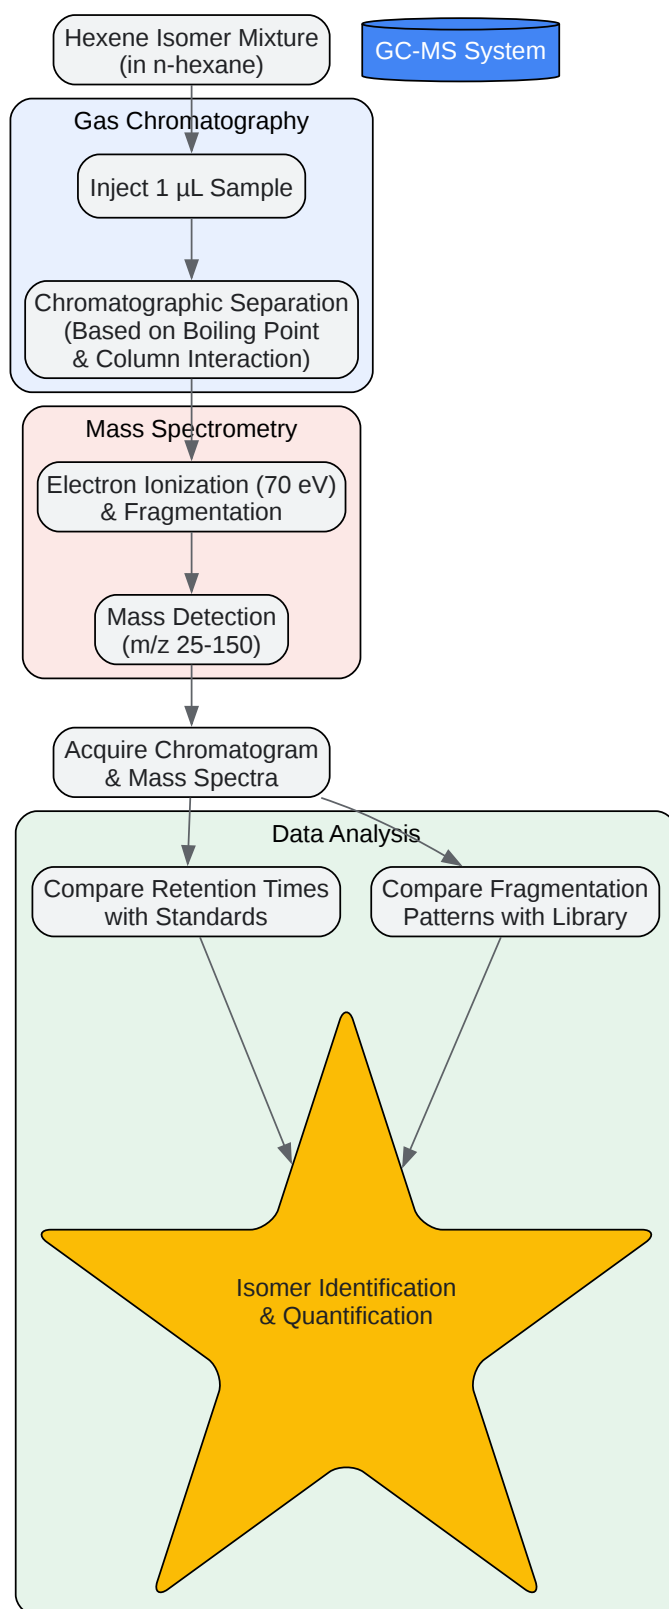 Hexene Isomer Mixture
(in n-hexane)
GC-MS System
Gas Chromatography
Inject 1 µL Sample
Chromatographic Separation
(Based on Boiling Point
& Column Interaction)
Mass Spectrometry
Electron Ionization (70 eV)
& Fragmentation
Mass Detection
(m/z 25-150)
Acquire Chromatogram
& Mass Spectra
Data Analysis
Compare Retention Times
with Standards
Compare Fragmentation
Patterns with Library
Isomer Identification
& Quantification